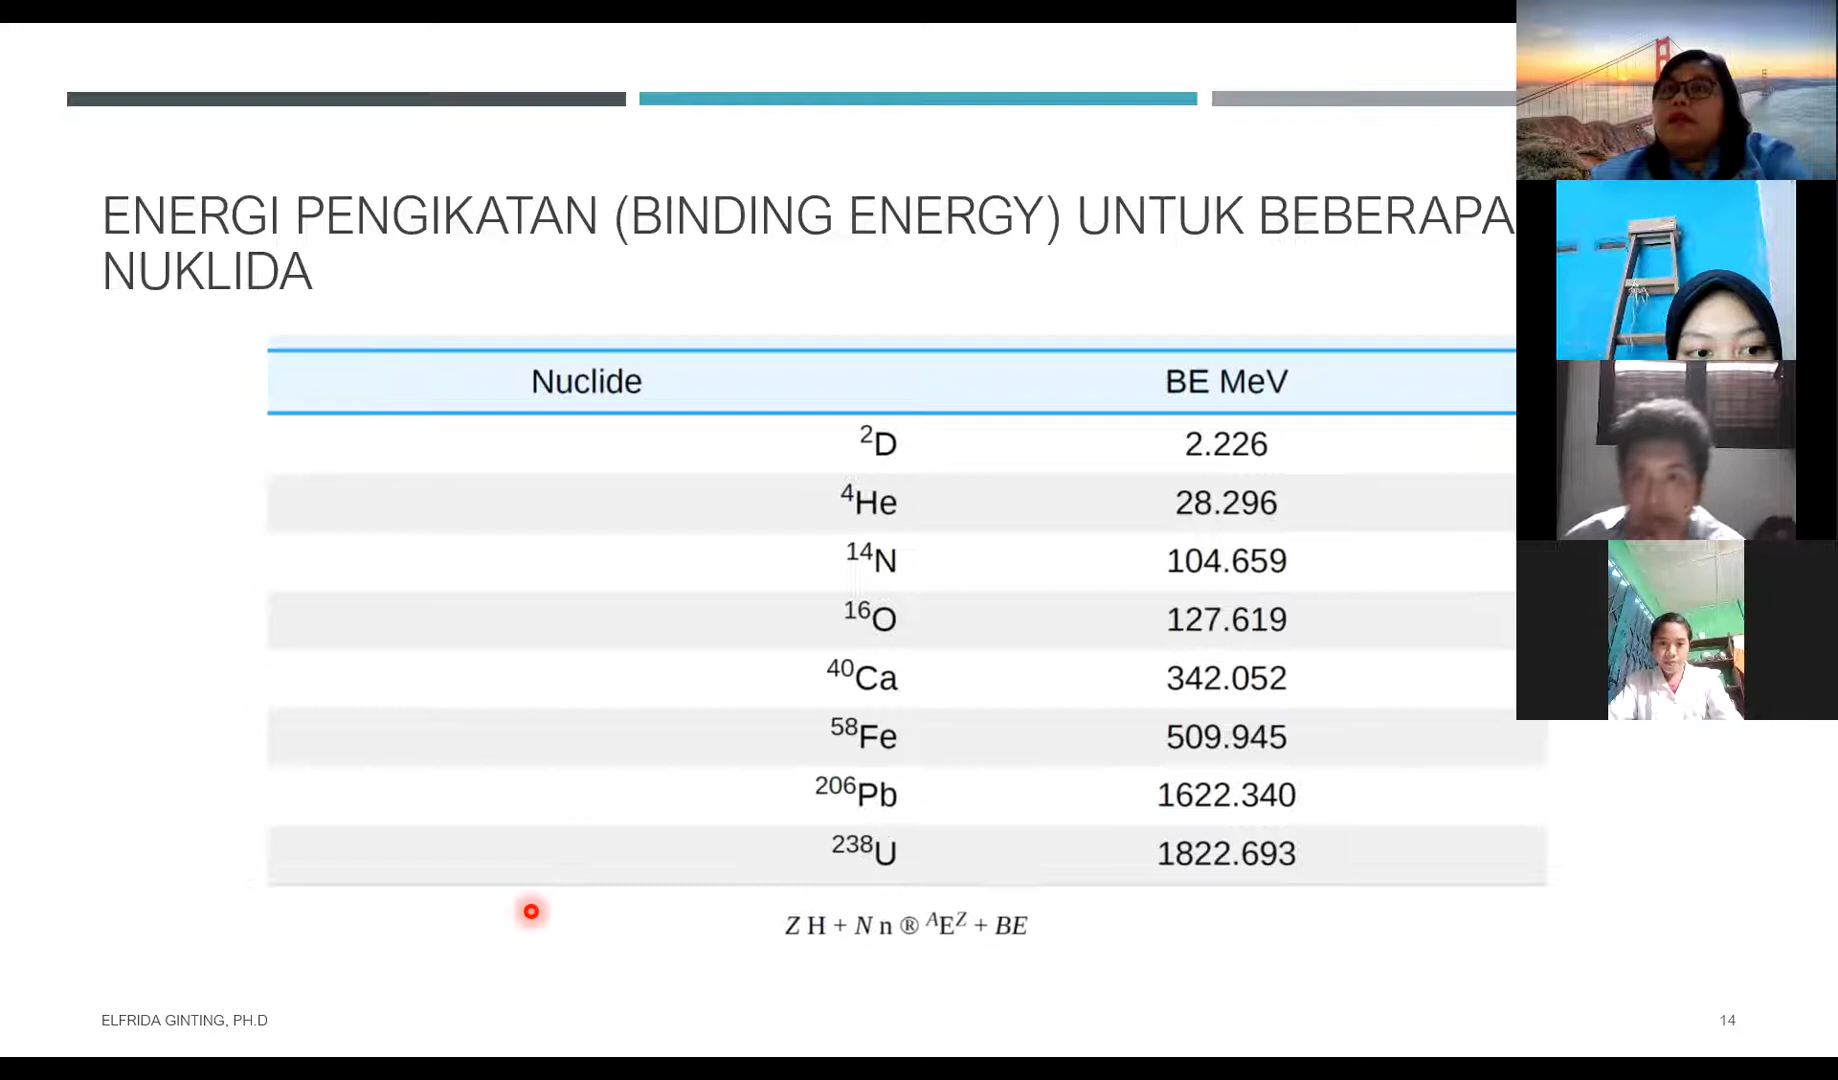 ENERGI PENGIKATAN (BINDING ENERGY) UNTUK BEBERAPA
NUKLIDA
Nuclide BE MeV
²D 2.226
⁴He 28.296
¹⁴N 104.659
¹⁶O 127.619
⁴⁰Ca 342.052
⁵⁸Fe 509.945
²⁰⁶Pb 1622.340
²³⁸U 1822.693
Z H + N n ® ᴬEᶻ + BE
ELFRIDA GINTING, PH.D
14